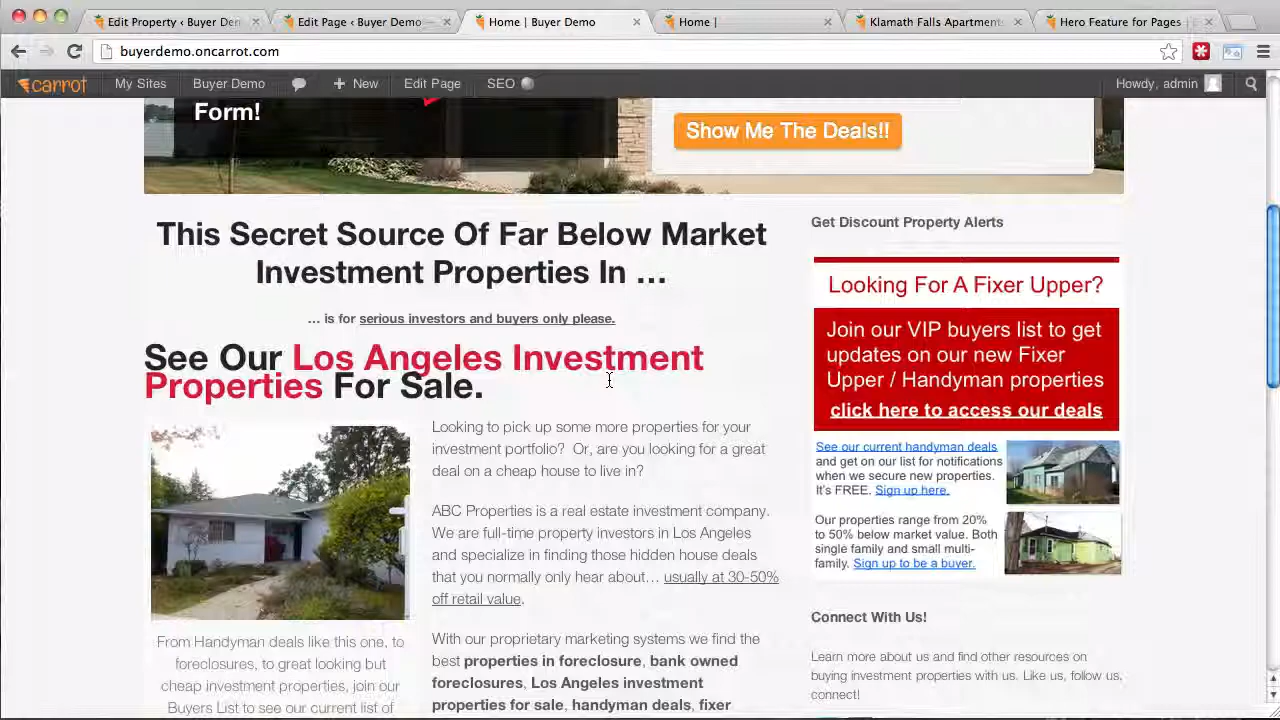 Edit Property ‹ Buyer Den
Edit Page ‹ Buyer Demo —
Home | Buyer Demo
Home |
Klamath Falls Apartment
Hero Feature for Pages -
buyerdemo.oncarrot.com
carrot
My Sites
Buyer Demo
New
Edit Page
SEO
Howdy, admin
Form!
Show Me The Deals!!
This Secret Source Of Far Below Market
Investment Properties In ...
... is for serious investors and buyers only please.
See Our Los Angeles Investment
Properties For Sale.
Looking to pick up some more properties for your
investment portfolio?  Or, are you looking for a great
deal on a cheap house to live in?
ABC Properties is a real estate investment company.
We are full-time property investors in Los Angeles
and specialize in finding those hidden house deals
that you normally only hear about... usually at 30-50%
off retail value.
With our proprietary marketing systems we find the
best properties in foreclosure, bank owned
foreclosures, Los Angeles investment
properties for sale, handyman deals, fixer
From Handyman deals like this one, to
foreclosures, to great looking but
cheap investment properties, join our
Buyers List to see our current list of
Get Discount Property Alerts
Looking For A Fixer Upper?
Join our VIP buyers list to get
updates on our new Fixer
Upper / Handyman properties
click here to access our deals
See our current handyman deals
and get on our list for notifications
when we secure new properties.
It's FREE. Sign up here.
Our properties range from 20%
to 50% below market value. Both
single family and small multi-
family. Sign up to be a buyer.
Connect With Us!
Learn more about us and find other resources on
buying investment properties with us. Like us, follow us,
connect!